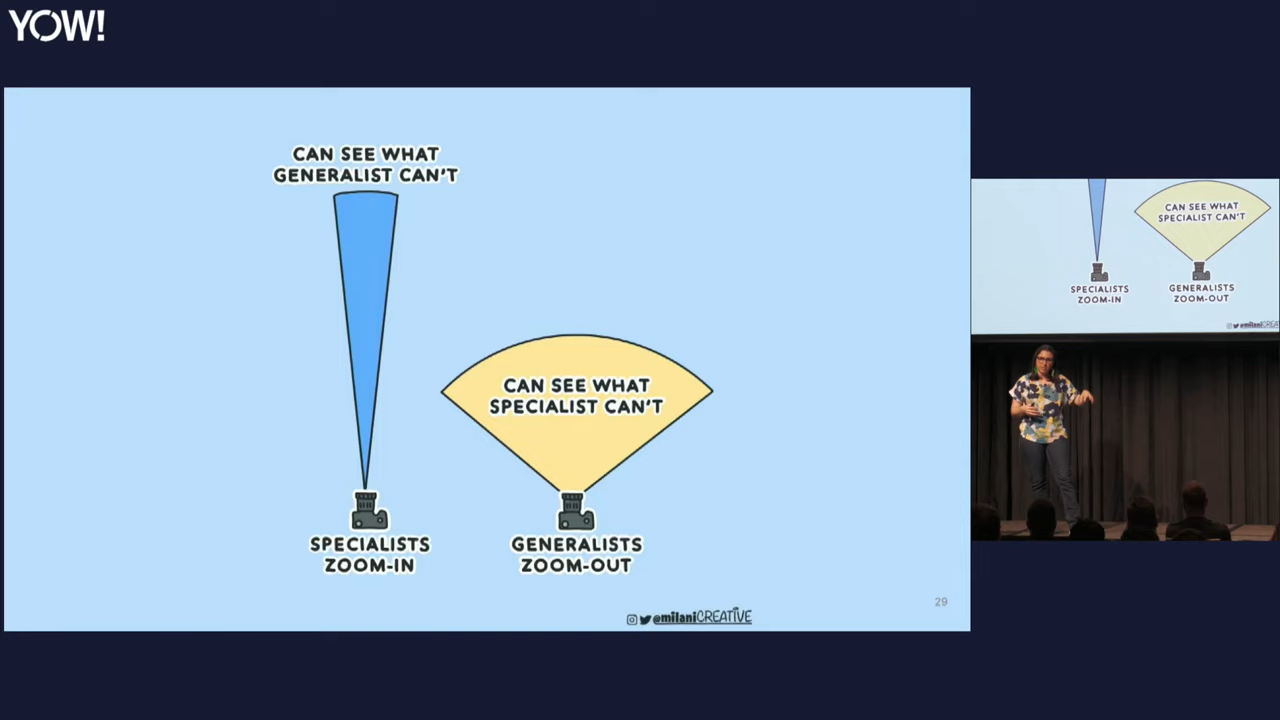 YOW!
CAN SEE WHAT
GENERALIST CAN'T
CAN SEE WHAT
SPECIALIST CAN'T
SPECIALISTS
ZOOM-IN
GENERALISTS
ZOOM-OUT
29
@milaniCREATIVE
CAN SEE WHAT
SPECIALIST CAN'T
SPECIALISTS
ZOOM-IN
GENERALISTS
ZOOM-OUT
@milaniCREAT